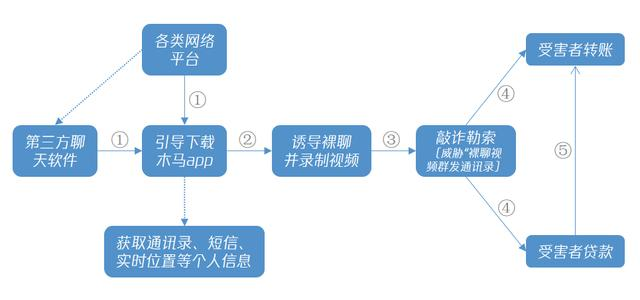 各类网络
平台
受害者转账
①
④
第三方聊
天软件
①
引导下载
木马app
②
诱导裸聊
并录制视频
③
敲诈勒索
[威胁“裸聊视
频群发通讯录]
⑤
④
获取通讯录、短信、
实时位置等个人信息
受害者贷款